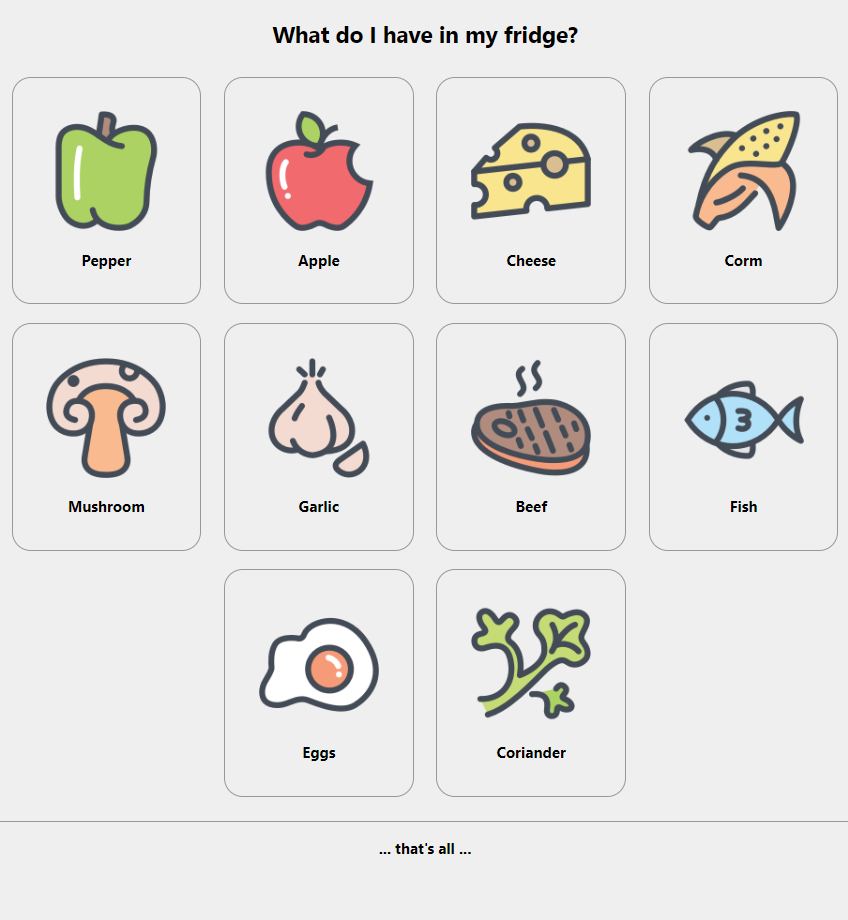 What do I have in my fridge?
Pepper
Apple
Cheese
Corm
Mushroom
Garlic
Beef
Fish
Eggs
Coriander
... that's all ...